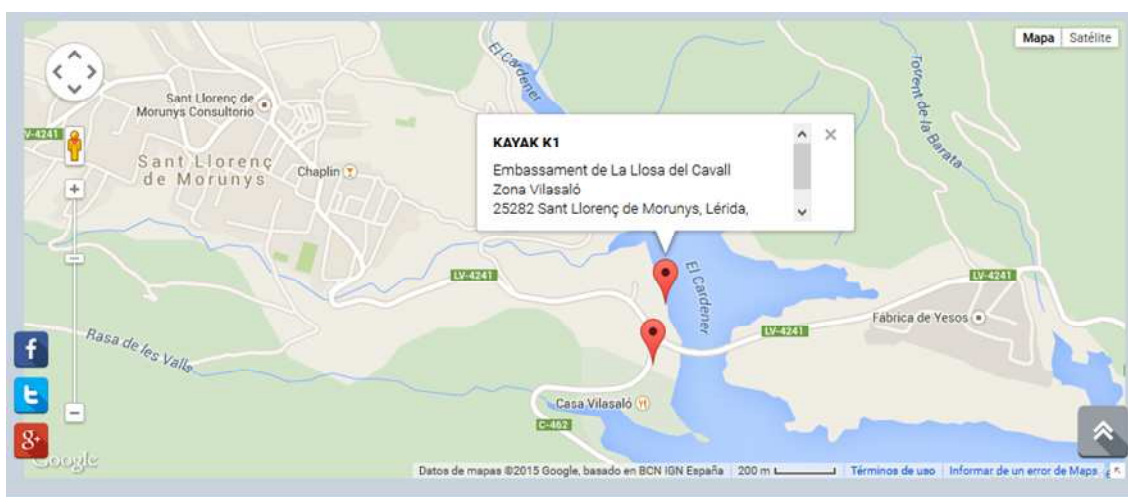 Mapa Satélite
El Cardener
Torrent de la Barata
Sant Llorenç de
Morunys Consultorio
LV-4241
Sant Llorenç
de Morunys
Chaplin
KAYAK K1
Embassament de La Llosa del Cavall
Zona Vilasaló
25282 Sant Llorenç de Morunys, Lérida,
LV-4241
El Cardener
LV-4241
Fábrica de Yesos
LV-4241
Rasa de les Valls
Casa Vilasaló
C-462
f
t
8+
Google
Datos de mapas ©2015 Google, basado en BCN IGN España 200 m Términos de uso Informar de un error de Maps